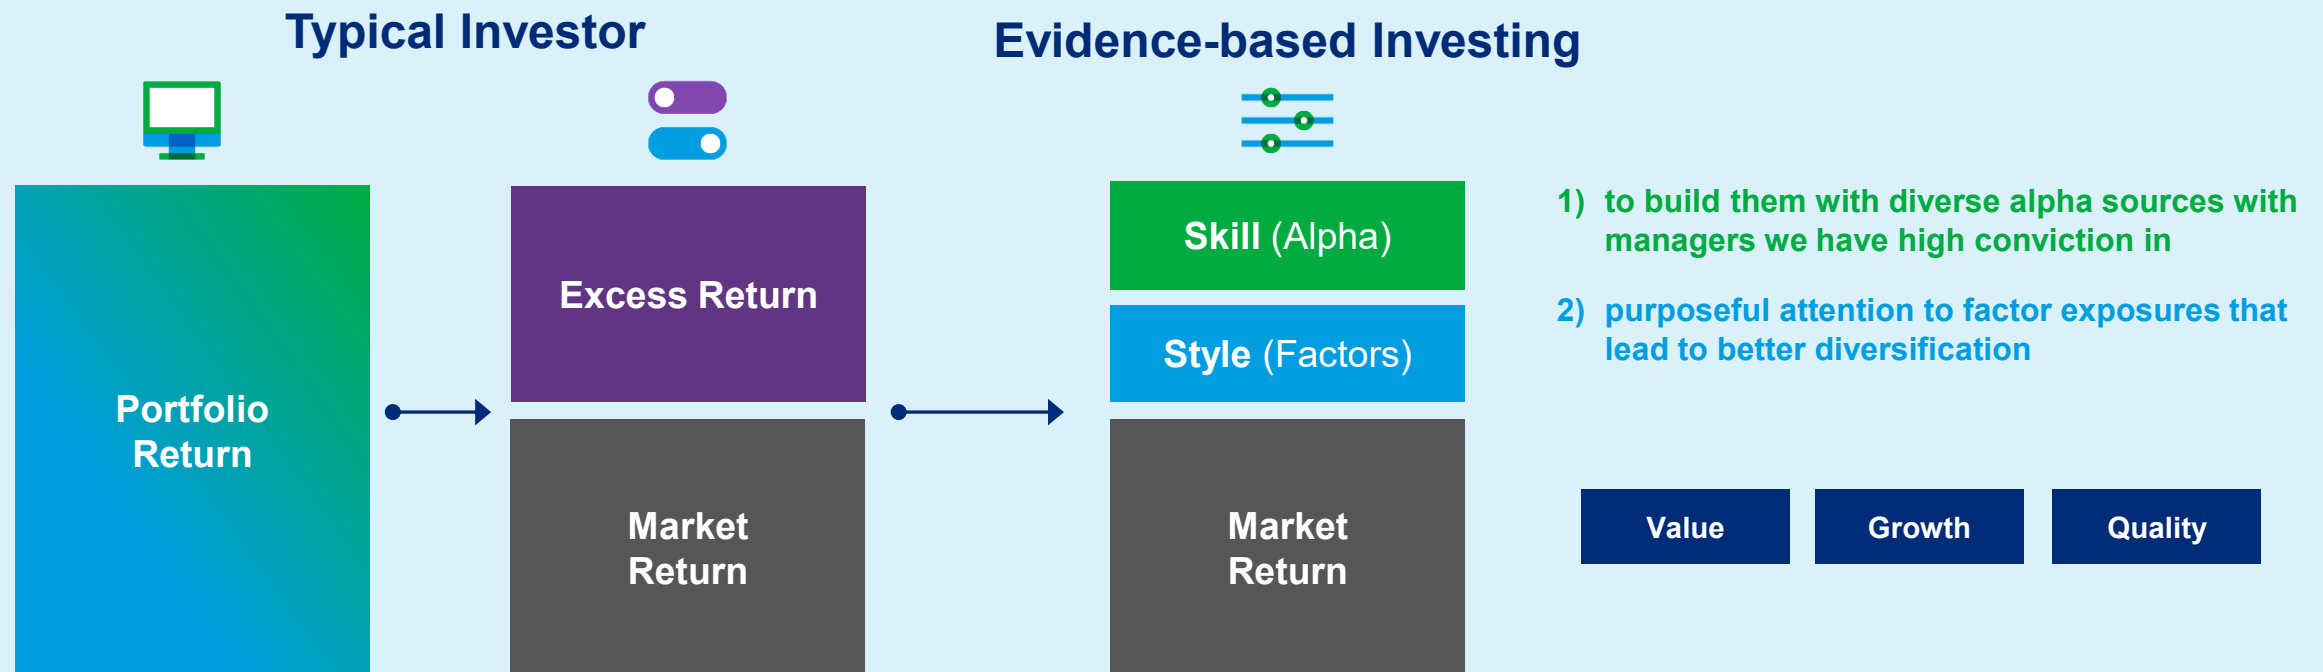 Typical Investor
Evidence-based Investing
Portfolio
Return
Excess Return
Market
Return
Skill (Alpha)
Style (Factors)
Market
Return
1) to build them with diverse alpha sources with
managers we have high conviction in
2) purposeful attention to factor exposures that
lead to better diversification
Value
Growth
Quality